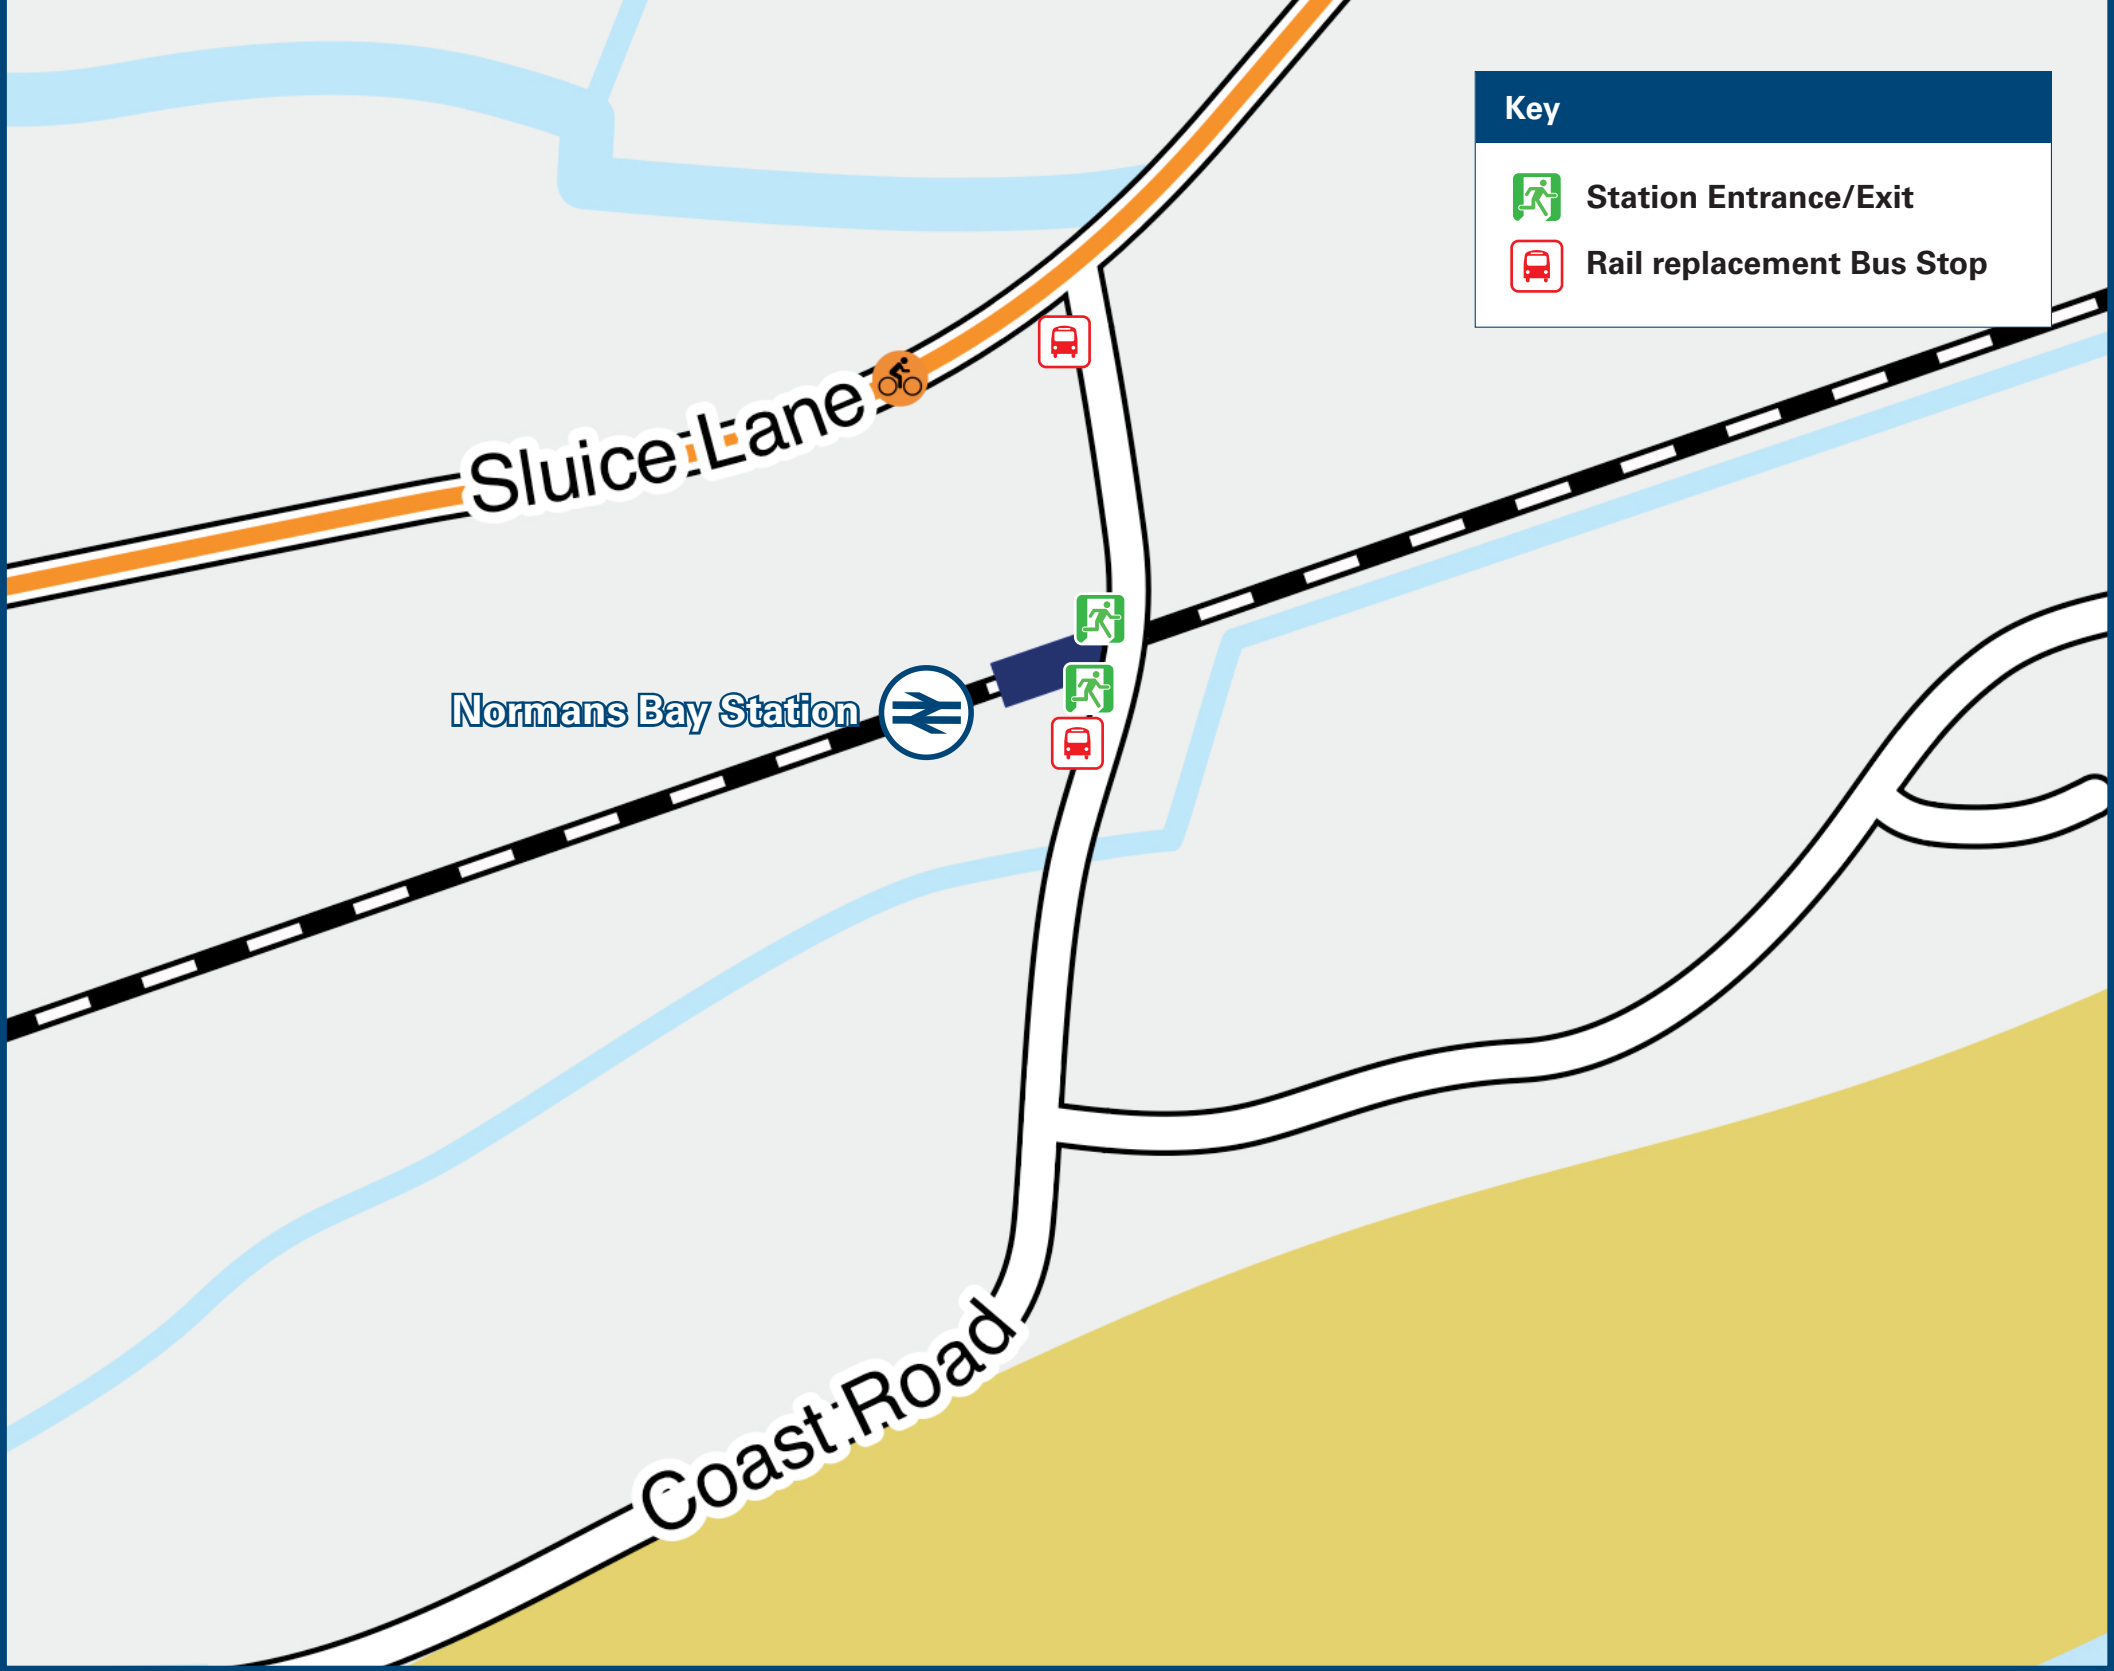 Key
Station Entrance/Exit
Rail replacement Bus Stop
Sluice Lane
Normans Bay Station
Coast Road